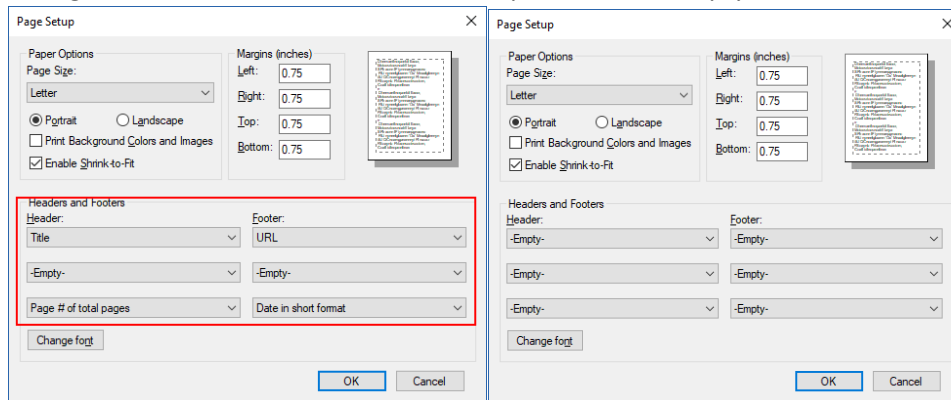 Page Setup
Paper Options
Page Size:
Letter
Portrait Landscape
Print Background Colors and Images
Enable Shrink-to-Fit
Margins (inches)
Left: 0.75
Right: 0.75
Top: 0.75
Bottom: 0.75
Headers and Footers
Header: Footer:
Title URL
-Empty- -Empty-
Page # of total pages Date in short format
Change font
OK Cancel
Page Setup
Paper Options
Page Size:
Letter
Portrait Landscape
Print Background Colors and Images
Enable Shrink-to-Fit
Margins (inches)
Left: 0.75
Right: 0.75
Top: 0.75
Bottom: 0.75
Headers and Footers
Header: Footer:
-Empty- -Empty-
-Empty- -Empty-
-Empty- -Empty-
Change font
OK Cancel